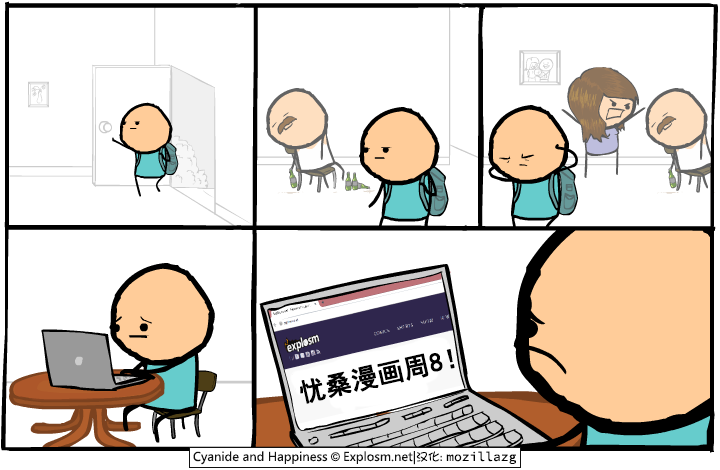 explosm
忧桑漫画周8!
Cyanide and Happiness © Explosm.net|汉化: mozillazg